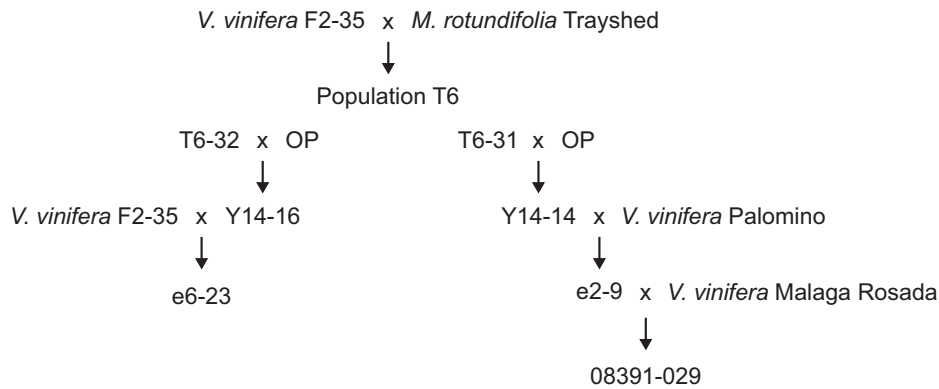 V. vinifera F2-35 x M. rotundifolia Trayshed
Population T6
T6-32 x OP
T6-31 x OP
V. vinifera F2-35 x Y14-16
Y14-14 x V. vinifera Palomino
e6-23
e2-9 x V. vinifera Malaga Rosada
08391-029